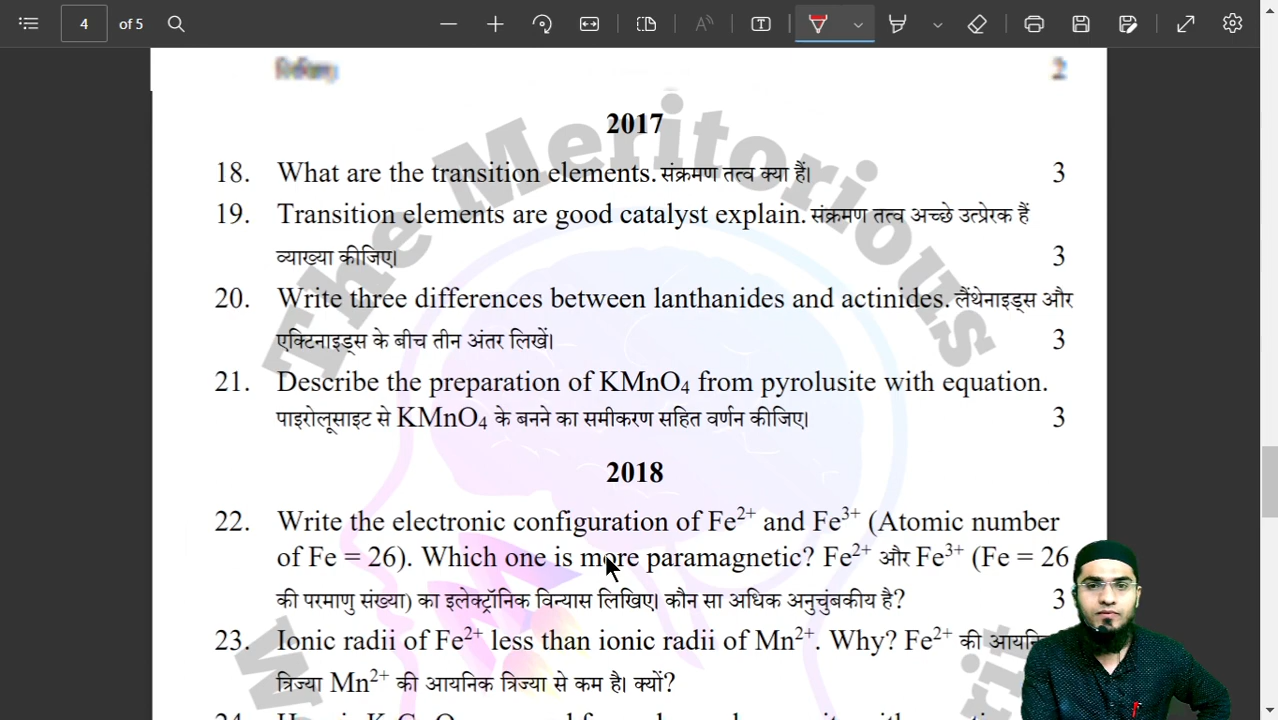 4 of 5
2
2017
18. What are the transition elements. संक्रमण तत्व क्या हैं। 3
19. Transition elements are good catalyst explain. संक्रमण तत्व अच्छे उत्प्रेरक हैं
व्याख्या कीजिए। 3
20. Write three differences between lanthanides and actinides. लैंथेनाइड्स और
एक्टिनाइड्स के बीच तीन अंतर लिखें। 3
21. Describe the preparation of KMnO4 from pyrolusite with equation.
पाइरोलूसाइट से KMnO4 के बनने का समीकरण सहित वर्णन कीजिए। 3
2018
22. Write the electronic configuration of Fe²⁺ and Fe³⁺ (Atomic number
of Fe = 26). Which one is more paramagnetic? Fe²⁺ और Fe³⁺ (Fe = 26
की परमाणु संख्या) का इलेक्ट्रॉनिक विन्यास लिखिए। कौन सा अधिक अनुचुंबकीय है? 3
23. Ionic radii of Fe²⁺ less than ionic radii of Mn²⁺. Why? Fe²⁺ की
त्रिज्या Mn²⁺ की आयनिक त्रिज्या से कम है। क्यों?
The Meritorious